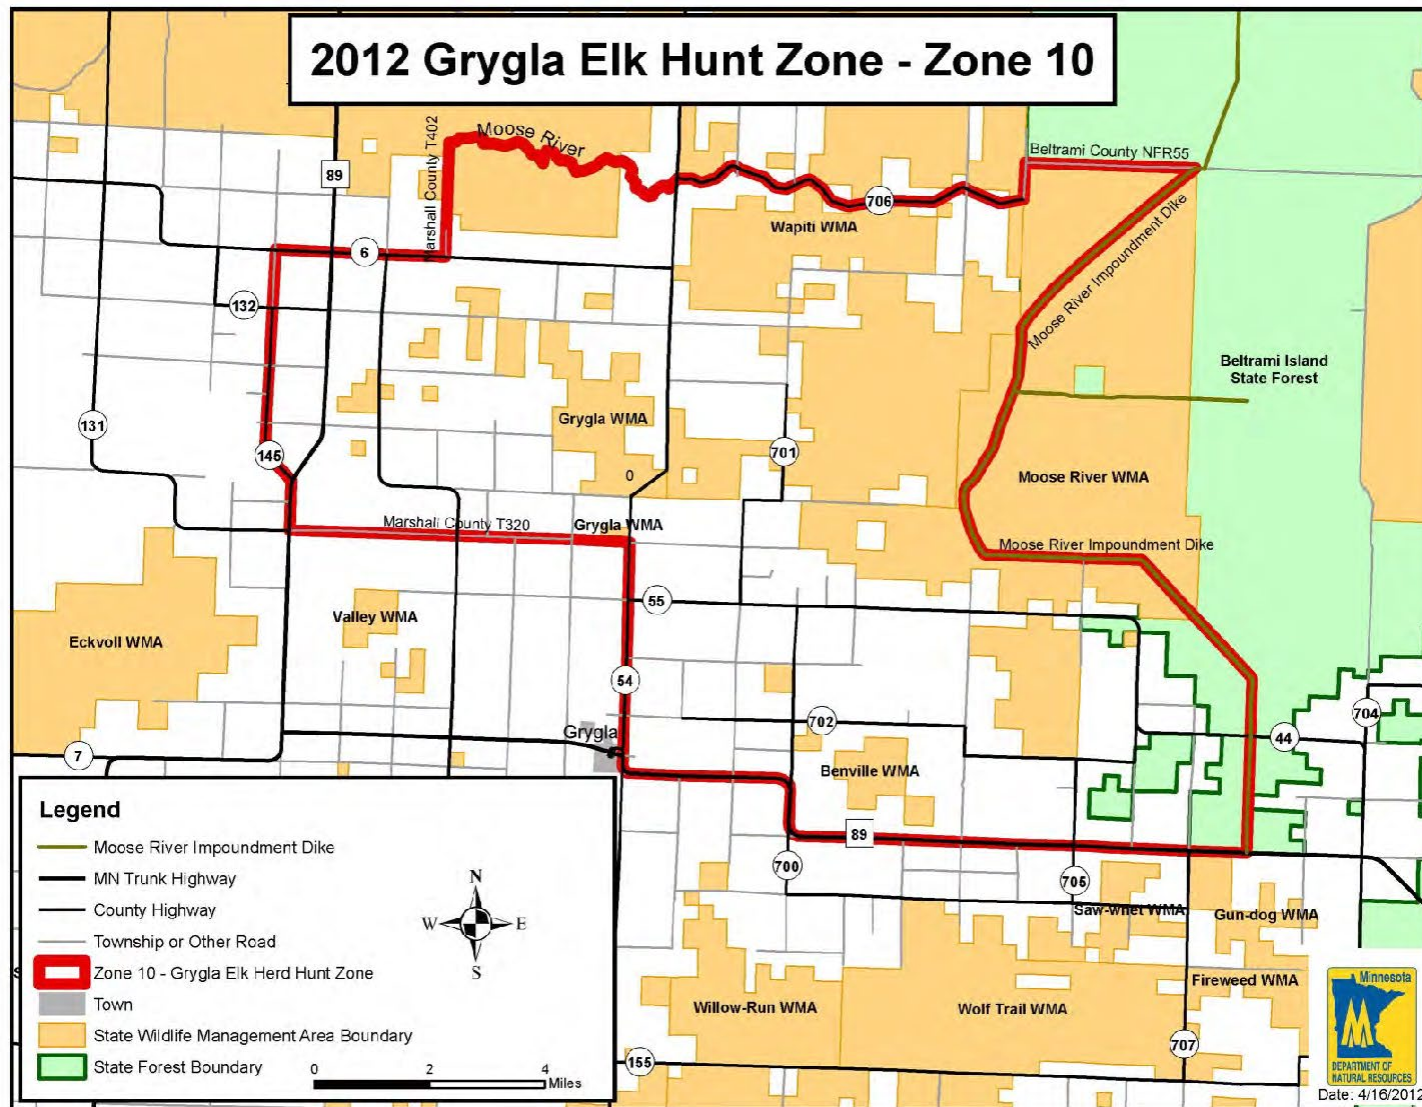 2012 Grygla Elk Hunt Zone - Zone 10
Moose River
Marshall County T402
Beltrami County NFR55
89
706
Wapiti WMA
6
Moose River Impoundment Dike
132
Beltrami Island
State Forest
131
Grygla WMA
145
701
0
Moose River WMA
Marshall County T320
Grygla WMA
Moose River Impoundment Dike
55
Valley WMA
Eckvoll WMA
54
702
704
44
Grygla
7
Benville WMA
89
700
705
Saw-whet WMA
Gun-dog WMA
Fireweed WMA
Willow-Run WMA
Wolf Trail WMA
707
155
Legend
Moose River Impoundment Dike
MN Trunk Highway
County Highway
Township or Other Road
Zone 10 - Grygla Elk Herd Hunt Zone
Town
State Wildlife Management Area Boundary
State Forest Boundary
N
W E
S
0 2 4
Miles
Minnesota
DEPARTMENT OF
NATURAL RESOURCES
Date: 4/16/2012